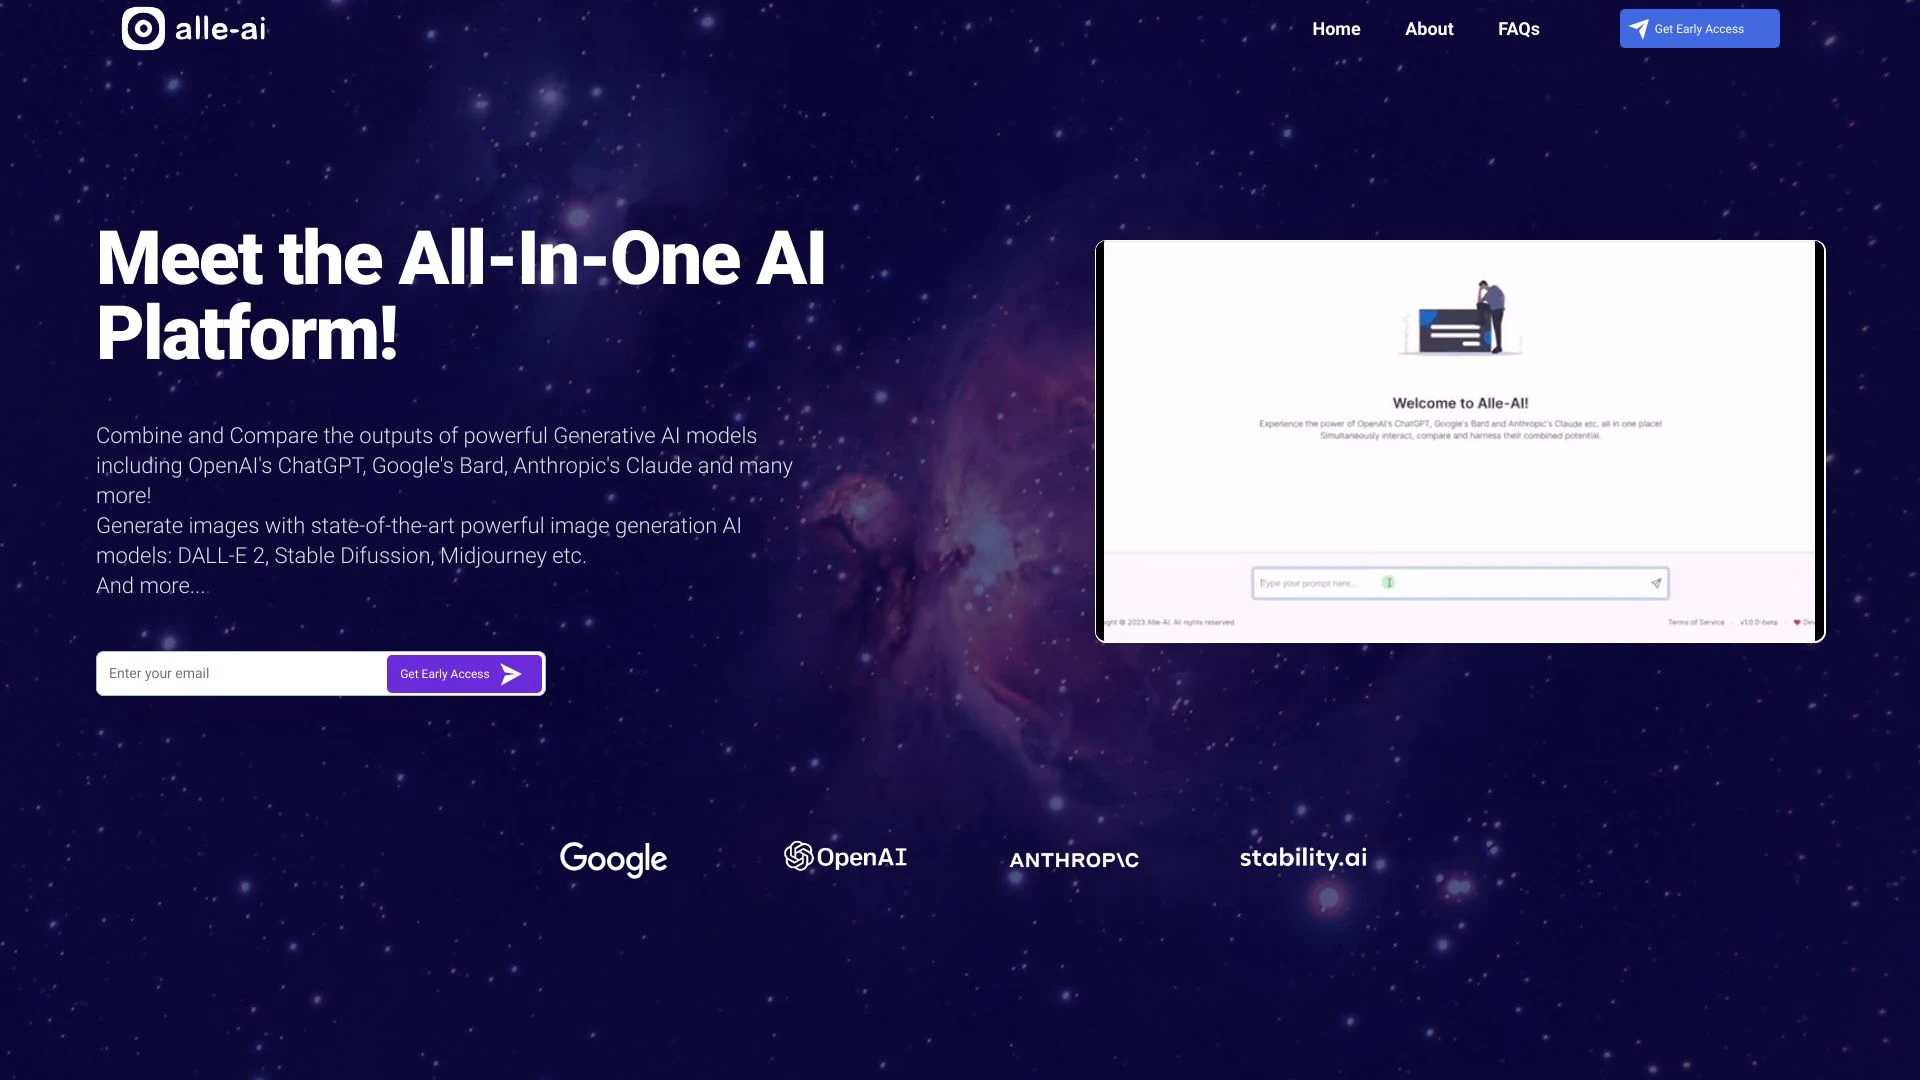 alle-ai
Home
About
FAQs
Get Early Access
Meet the All-In-One AI
Platform!
Combine and Compare the outputs of powerful Generative AI models
including OpenAI's ChatGPT, Google's Bard, Anthropic's Claude and many
more!
Generate images with state-of-the-art powerful image generation AI
models: DALL-E 2, Stable Difussion, Midjourney etc.
And more...
Enter your email
Get Early Access
Welcome to Alle-AI!
Experience the power of OpenAI's ChatGPT, Google's Bard and Anthropic's Claude etc. all in one place!
Simultaneously interact, compare and harness their combined potential.
Type your prompt here...
ght © 2023 Alle-AI. All rights reserved.
Terms of Service
v1.0.0-beta
Dev
Google
OpenAI
ANTHROP\C
stability.ai